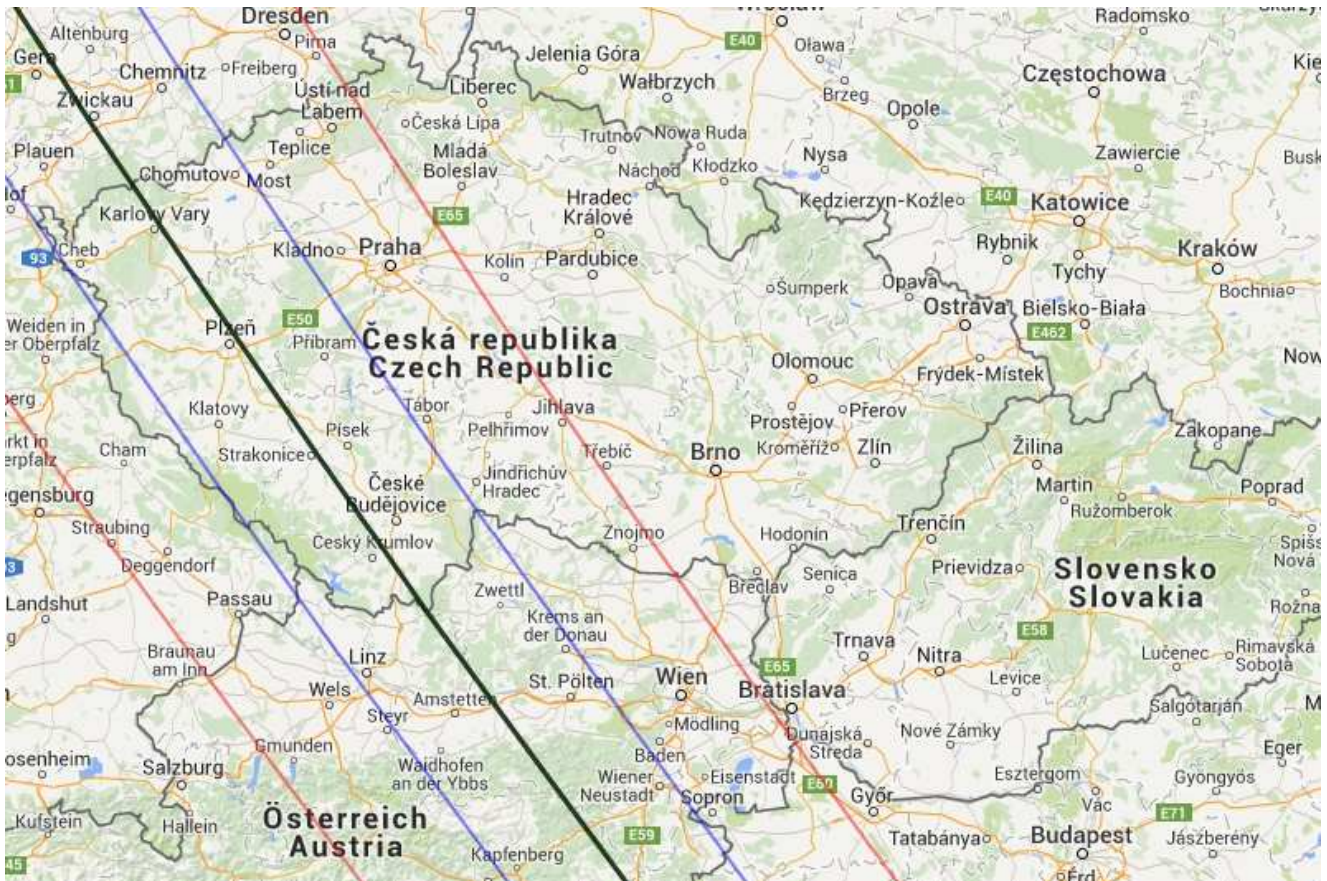 Dresden
Altenburg
Pirna
Gera
Chemnitz
Freiberg
Zwickau
Ústí nad
Labem
Liberec
Jelenia Góra
E40
Oława
Radomsko
Wałbrzych
Brzeg
Opole
Częstochowa
Plauen
Teplice
Česká Lípa
Mladá
Boleslav
Trutnov
Nowa Ruda
Náchod
Kłodzko
Nysa
Zawiercie
Chomutov
Most
Karlovy Vary
E65
Hradec
Králové
Kędzierzyn-Koźle
E40
Katowice
93
Cheb
Kladno
Praha
Kolín
Pardubice
Rybnik
Tychy
Kraków
Bochnia
Šumperk
Opava
Ostrava
Bielsko-Biała
E462
Weiden in
er Oberpfalz
Plzeň
E50
Příbram
Česká republika
Czech Republic
Olomouc
Frýdek-Místek
Klatovy
Tábor
Jihlava
Pelhřimov
Prostějov
Přerov
Písek
Strakonice
Cham
Třebíč
Brno
Kroměříž
Zlín
Žilina
Zakopane
Jindřichův
Hradec
České
Budějovice
Martin
Ružomberok
Poprad
egensburg
Straubing
Deggendorf
Český Krumlov
Znojmo
Hodonín
Trenčín
Břeclav
Senica
Prievidza
Slovensko
Slovakia
Landshut
Passau
Zwettl
Krems an
der Donau
E58
Trnava
Nitra
Lučenec
Rimavská
Sobota
Braunau
am Inn
Linz
Wels
Steyr
Amstetten
St. Pölten
Wien
E65
Bratislava
Levice
Salgótarján
Mödling
Baden
Dunajská
Streda
Nové Zámky
Eger
osenheim
Salzburg
Gmunden
Waidhofen
an der Ybbs
Wiener
Neustadt
Eisenstadt
Sopron
E60
Győr
Esztergom
Vác
Gyöngyös
E71
Kufstein
Hallein
Österreich
Austria
E59
Kapfenberg
Tatabánya
Budapest
Jászberény
Érd
45